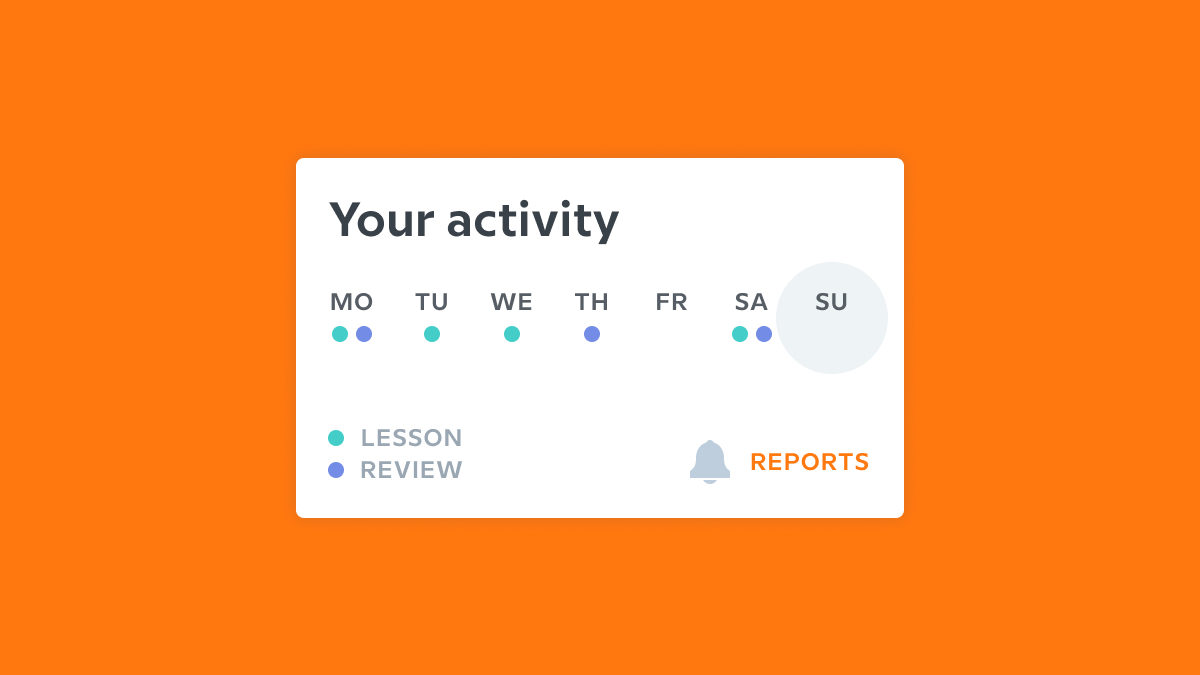 Your activity
MO TU WE TH FR SA SU
LESSON
REVIEW
REPORTS